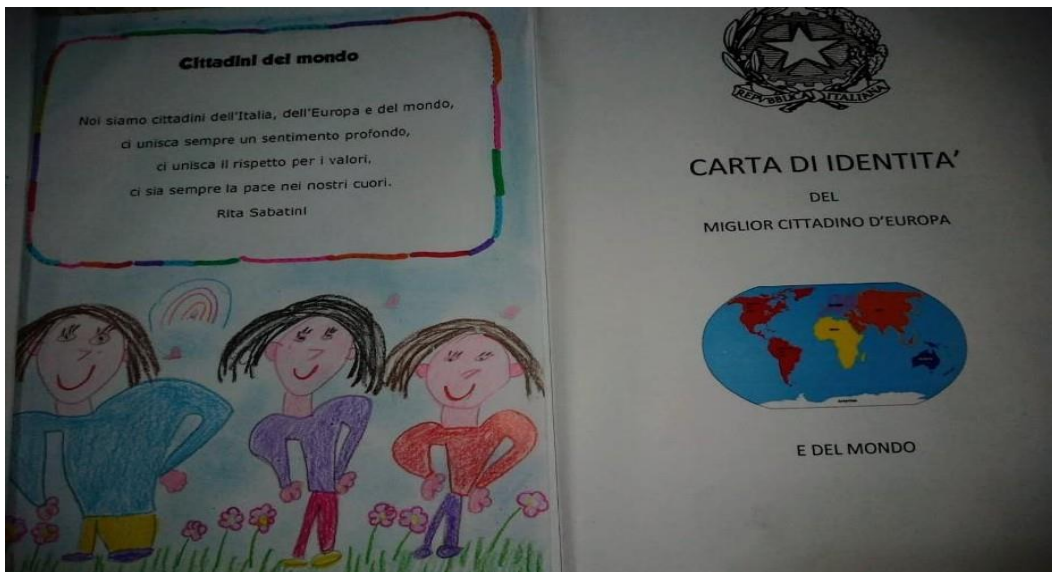 Cittadini del mondo
Noi siamo cittadini dell'Italia, dell'Europa e del mondo,
ci unisca sempre un sentimento profondo,
ci unisca il rispetto per i valori,
ci sia sempre la pace nei nostri cuori.
Rita Sabatini
REPVBBLICA ITALIANA
CARTA DI IDENTITA'
DEL
MIGLIOR CITTADINO D'EUROPA
E DEL MONDO